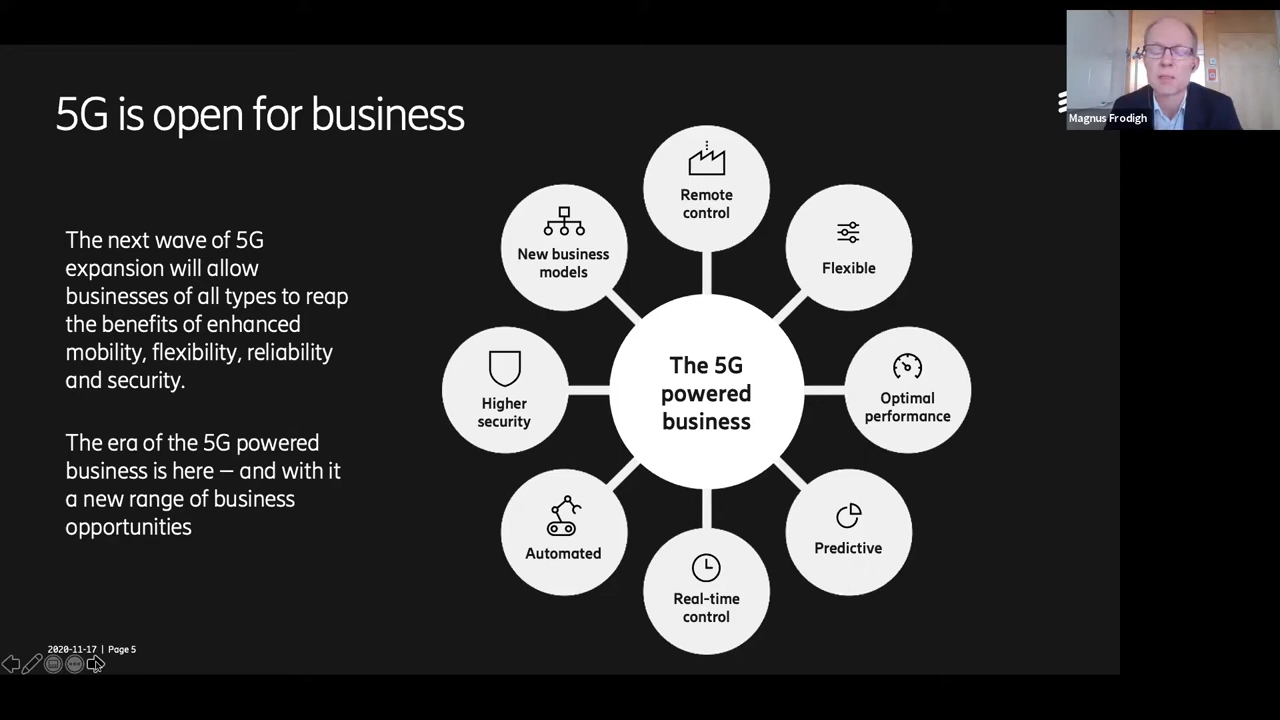 5G is open for business
Magnus Frodigh
The next wave of 5G
expansion will allow
businesses of all types to reap
the benefits of enhanced
mobility, flexibility, reliability
and security.
The era of the 5G powered
business is here – and with it
a new range of business
opportunities
Remote
control
Flexible
Optimal
performance
Predictive
Real-time
control
Automated
Higher
security
New business
models
The 5G
powered
business
2020-11-17 | Page 5